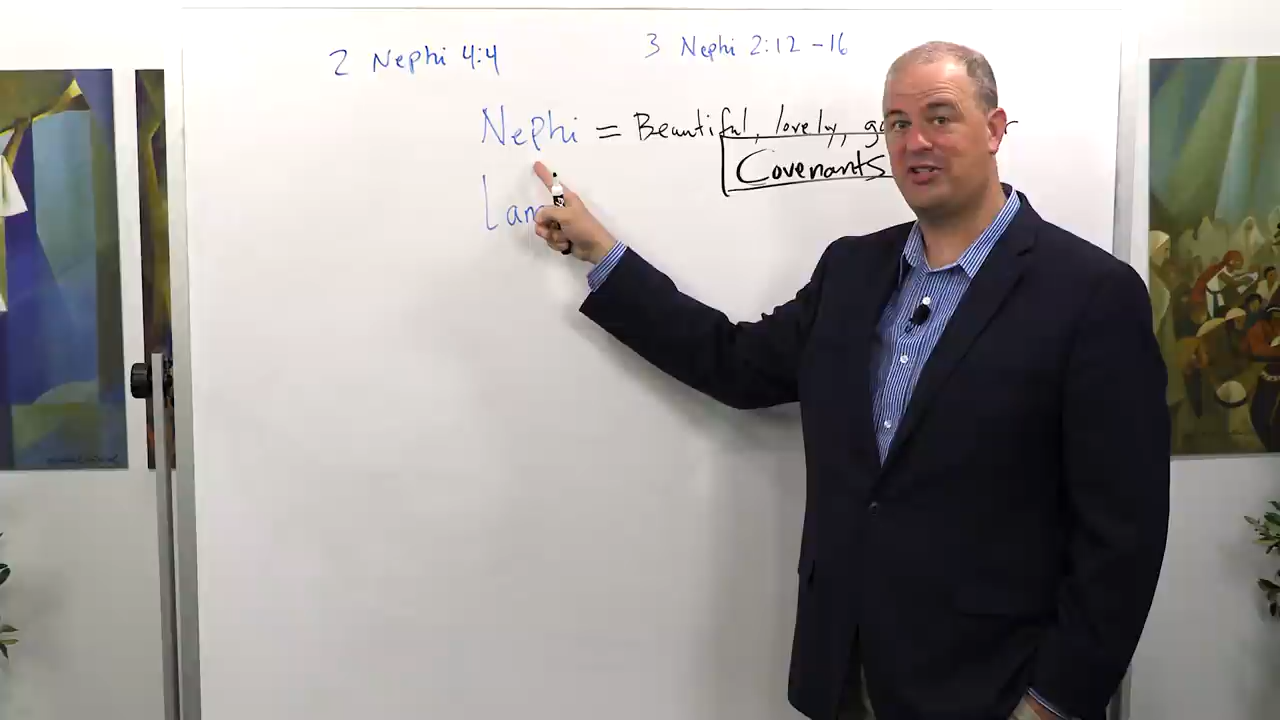 2 Nephi 4:4
3 Nephi 2:12-16
Nephi = Beautiful, lovely,
Covenants